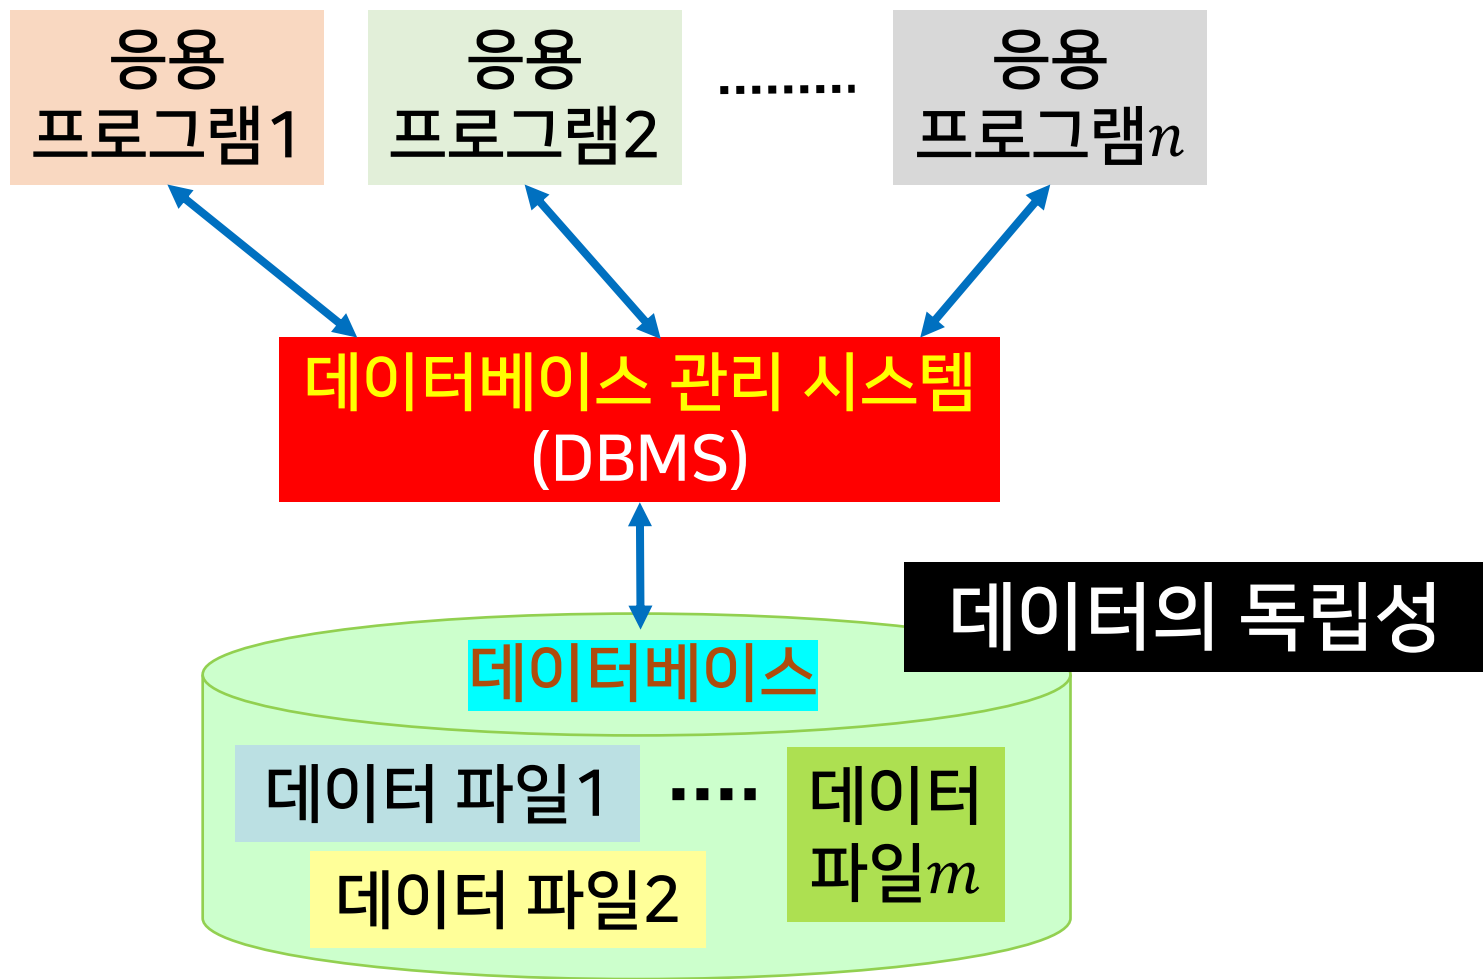 응용
프로그램1
응용
프로그램2
응용
프로그램n
데이터베이스 관리 시스템
(DBMS)
데이터의 독립성
데이터베이스
데이터 파일1
데이터
파일m
데이터 파일2